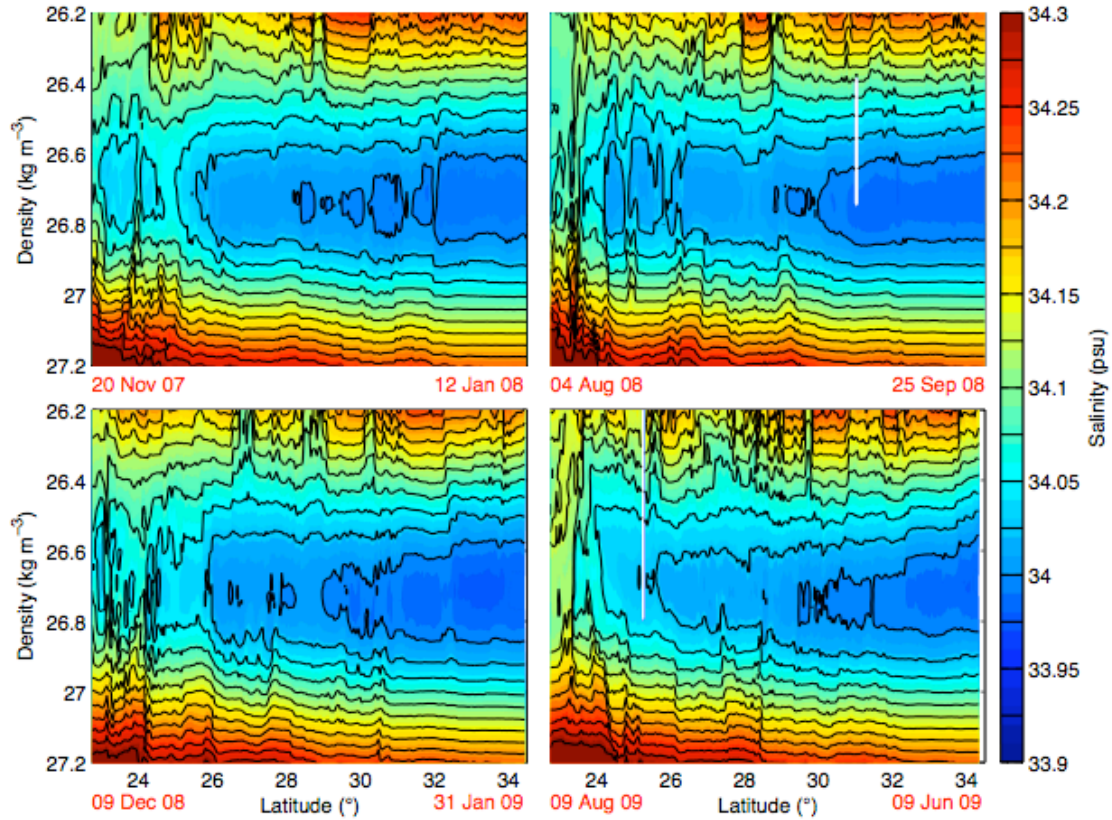 26.2
26.4
26.6
26.8
27
27.2
Density (kg m⁻³)
20 Nov 07
12 Jan 08
04 Aug 08
25 Sep 08
26.2
26.4
26.6
26.8
27
27.2
Density (kg m⁻³)
24 26 28 30 32 34
09 Dec 08
Latitude (°)
31 Jan 09
24 26 28 30 32 34
09 Aug 09
Latitude (°)
09 Jun 09
34.3
34.25
34.2
34.15
34.1
34.05
34
33.95
33.9
Salinity (psu)